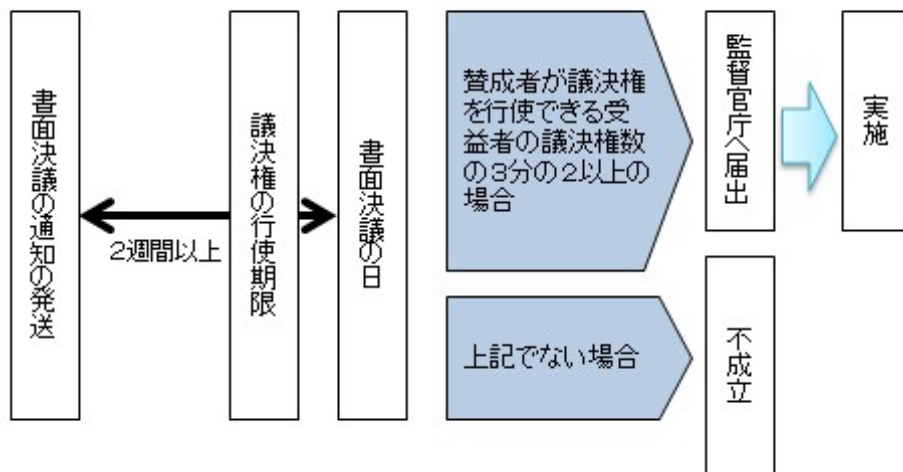 書面決議の通知の発送
2週間以上
議決権の行使期限
書面決議の日
賛成者が議決権
を行使できる受
益者の議決権数
の3分の2以上の
場合
監督官庁へ届出
実施
上記でない場合
不成立